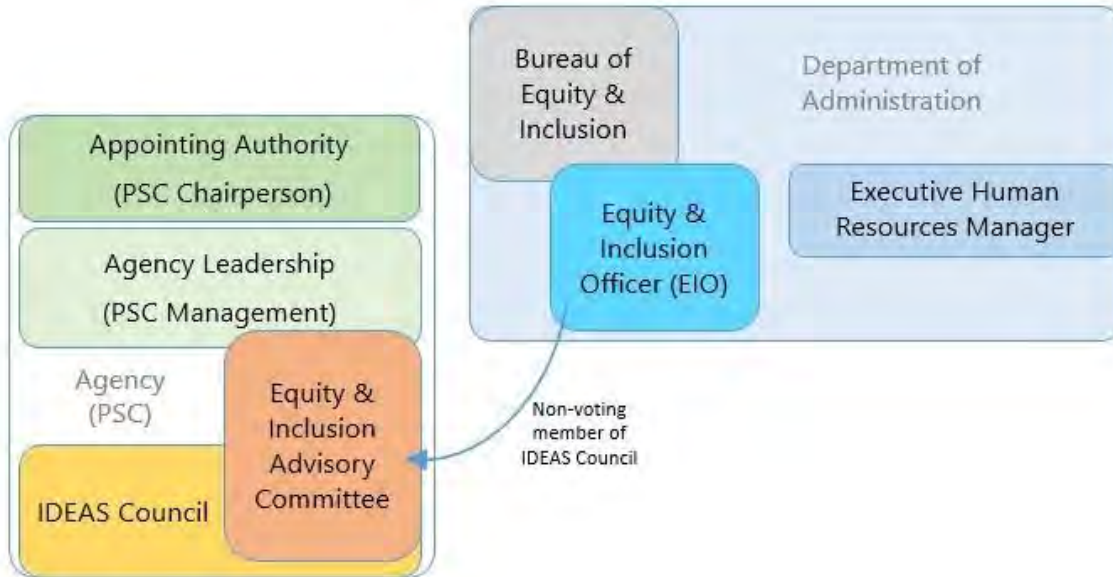 Bureau of
Equity &
Inclusion
Department of
Administration
Appointing Authority
(PSC Chairperson)
Equity &
Inclusion
Officer (EIO)
Executive Human
Resources Manager
Agency Leadership
(PSC Management)
Agency
(PSC)
Equity &
Inclusion
Advisory
Committee
Non-voting
member of
IDEAS Council
IDEAS Council